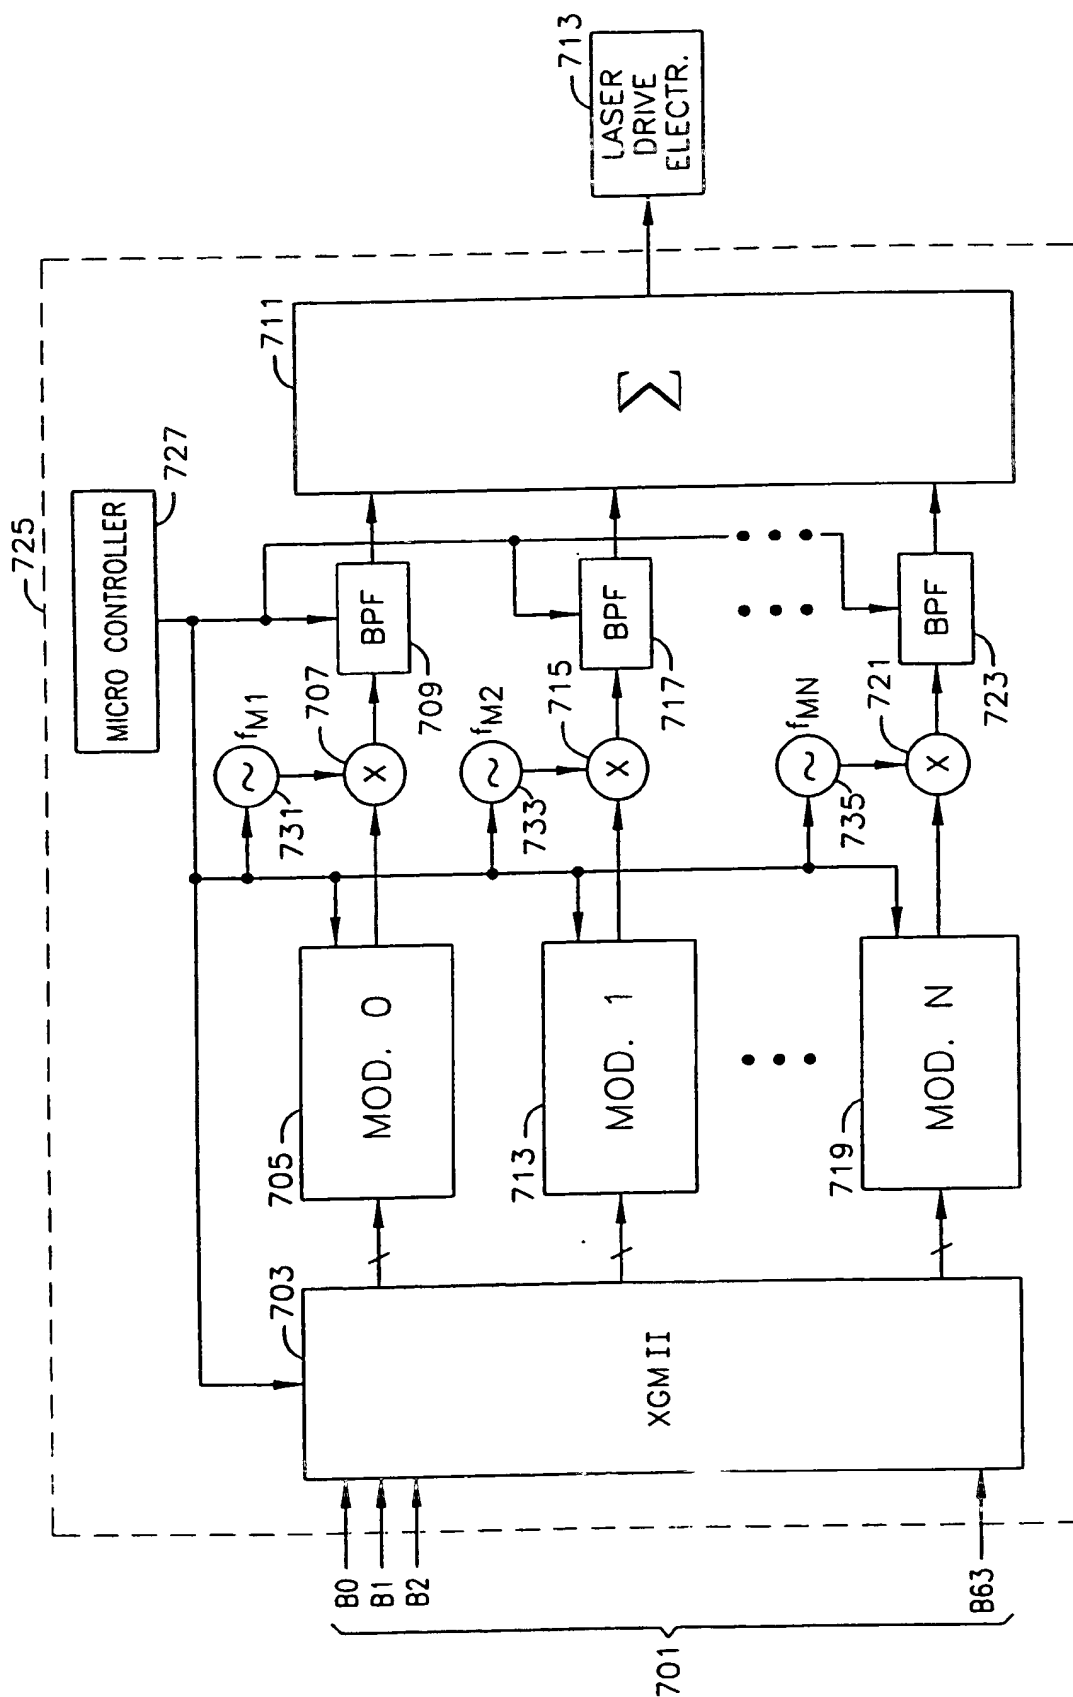 725
MICRO CONTROLLER
727
701
B0
B1
B2
B63
703
XGMII
705
MOD. 0
731
~
fM1
707
X
709
BPF
713
MOD. 1
733
~
fM2
715
X
717
BPF
719
MOD. N
735
~
fMN
721
X
723
BPF
711
Σ
713
LASER
DRIVE
ELECTR.